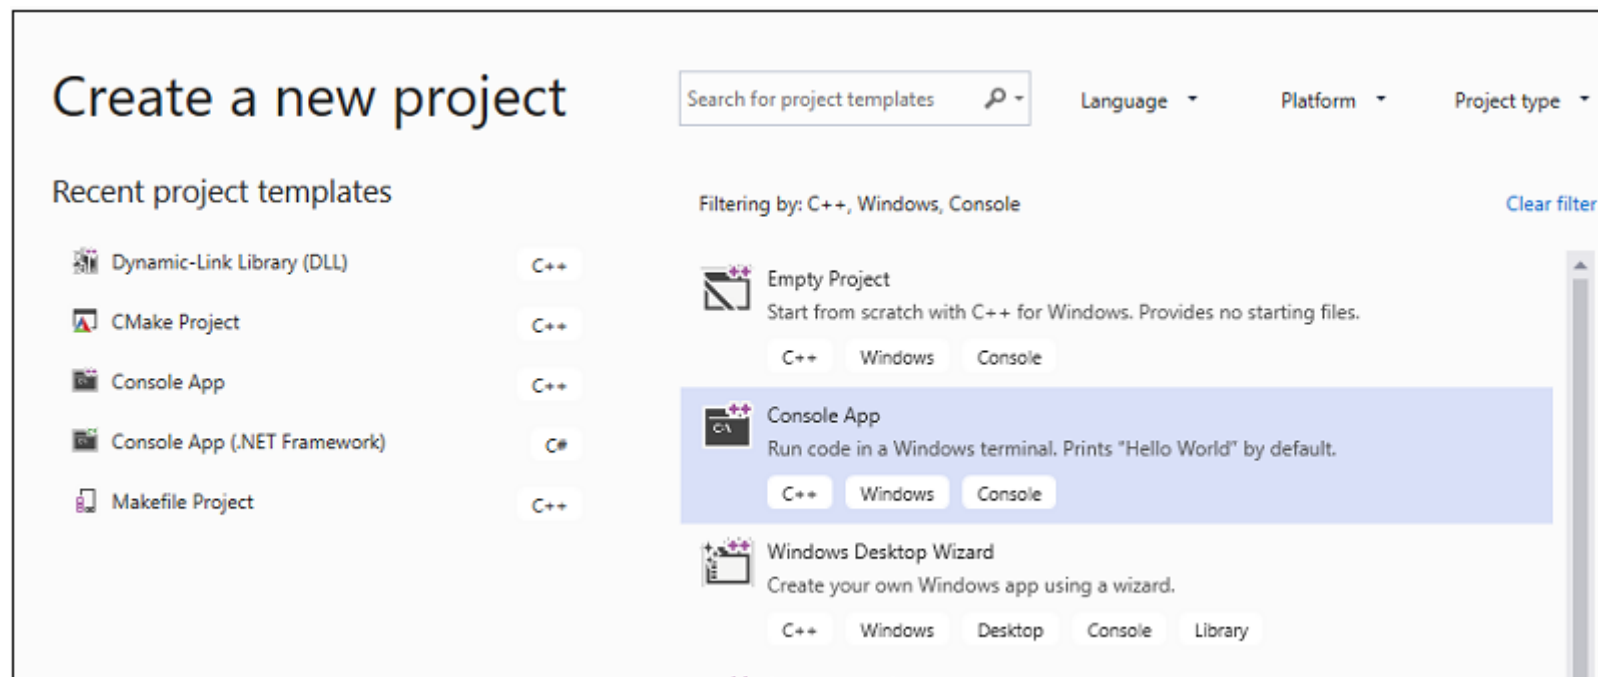 Create a new project
Search for project templates
Language
Platform
Project type
Recent project templates
Dynamic-Link Library (DLL) C++
CMake Project C++
Console App C++
Console App (.NET Framework) C#
Makefile Project C++
Filtering by: C++, Windows, Console
Clear filter
Empty Project
Start from scratch with C++ for Windows. Provides no starting files.
C++ Windows Console
Console App
Run code in a Windows terminal. Prints "Hello World" by default.
C++ Windows Console
Windows Desktop Wizard
Create your own Windows app using a wizard.
C++ Windows Desktop Console Library